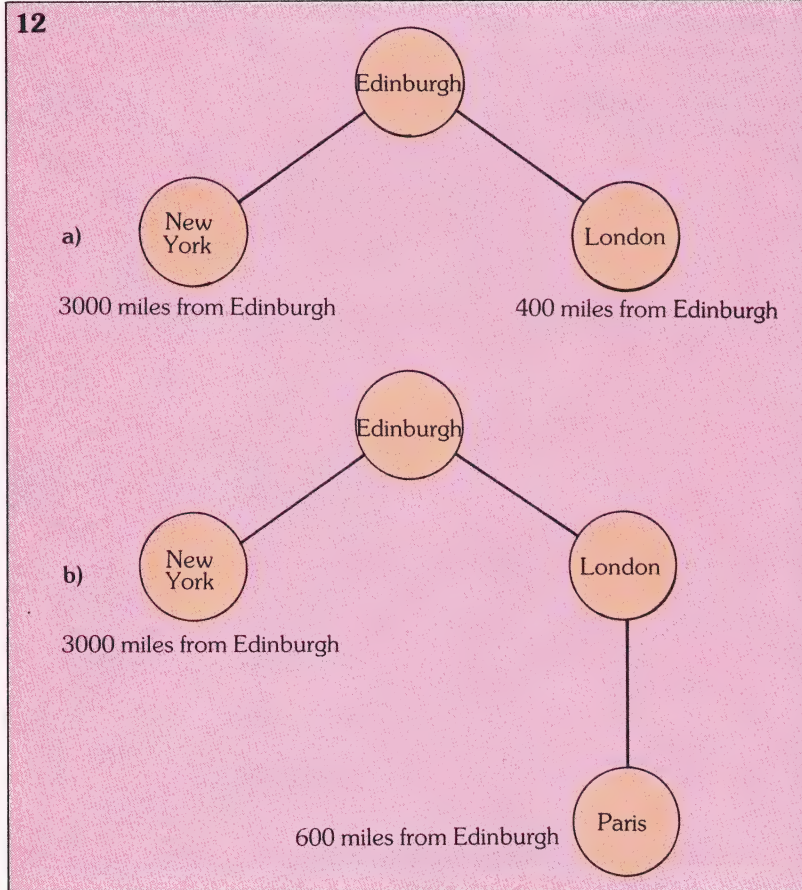 12
Edinburgh
New
York
a)
London
3000 miles from Edinburgh
400 miles from Edinburgh
Edinburgh
New
York
b)
London
3000 miles from Edinburgh
600 miles from Edinburgh
Paris